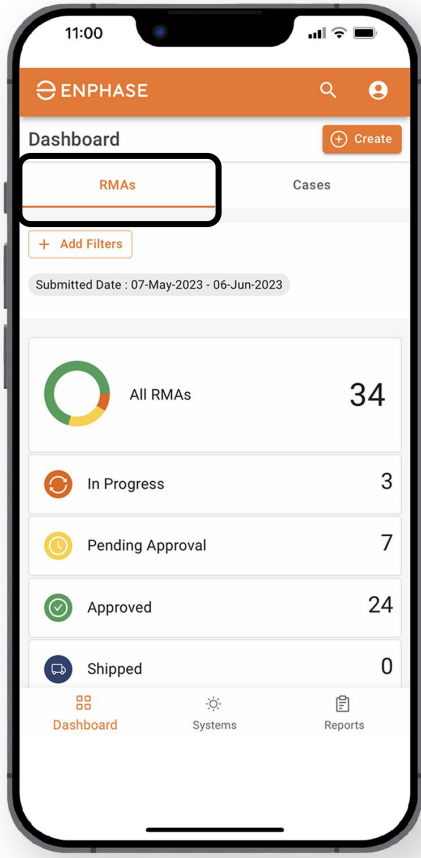 11:00
ENPHASE
Dashboard
Create
RMAs
Cases
+ Add Filters
Submitted Date : 07-May-2023 - 06-Jun-2023
All RMAs
34
In Progress
3
Pending Approval
7
Approved
24
Shipped
0
Dashboard
Systems
Reports